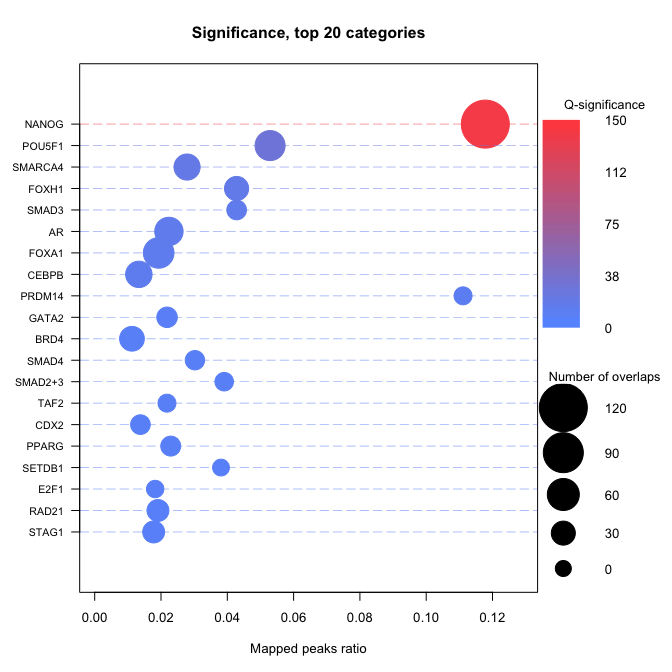 Significance, top 20 categories
NANOG
POU5F1
SMARCA4
FOXH1
SMAD3
AR
FOXA1
CEBPB
PRDM14
GATA2
BRD4
SMAD4
SMAD2+3
TAF2
CDX2
PPARG
SETDB1
E2F1
RAD21
STAG1
0.00 0.02 0.04 0.06 0.08 0.10 0.12
Mapped peaks ratio
Q-significance
150
112
75
38
0
Number of overlaps
120
90
60
30
0